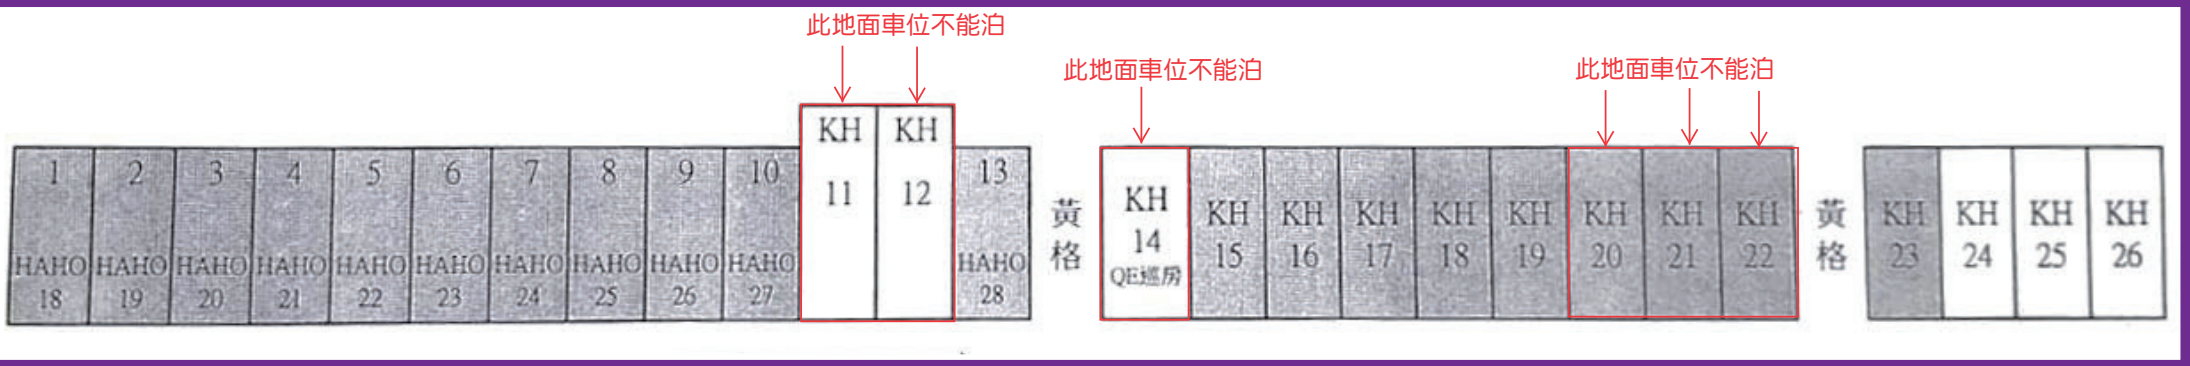 此地面車位不能泊
此地面車位不能泊
此地面車位不能泊
1 2 3 4 5 6 7 8 9 10
HAHO HAHO HAHO HAHO HAHO HAHO HAHO HAHO HAHO HAHO
18 19 20 21 22 23 24 25 26 27
KH KH
11 12
13
HAHO
28
黃
格
KH
14
QE巡房
KH KH KH KH KH KH KH KH
15 16 17 18 19 20 21 22
黃
格
KH KH KH KH
23 24 25 26